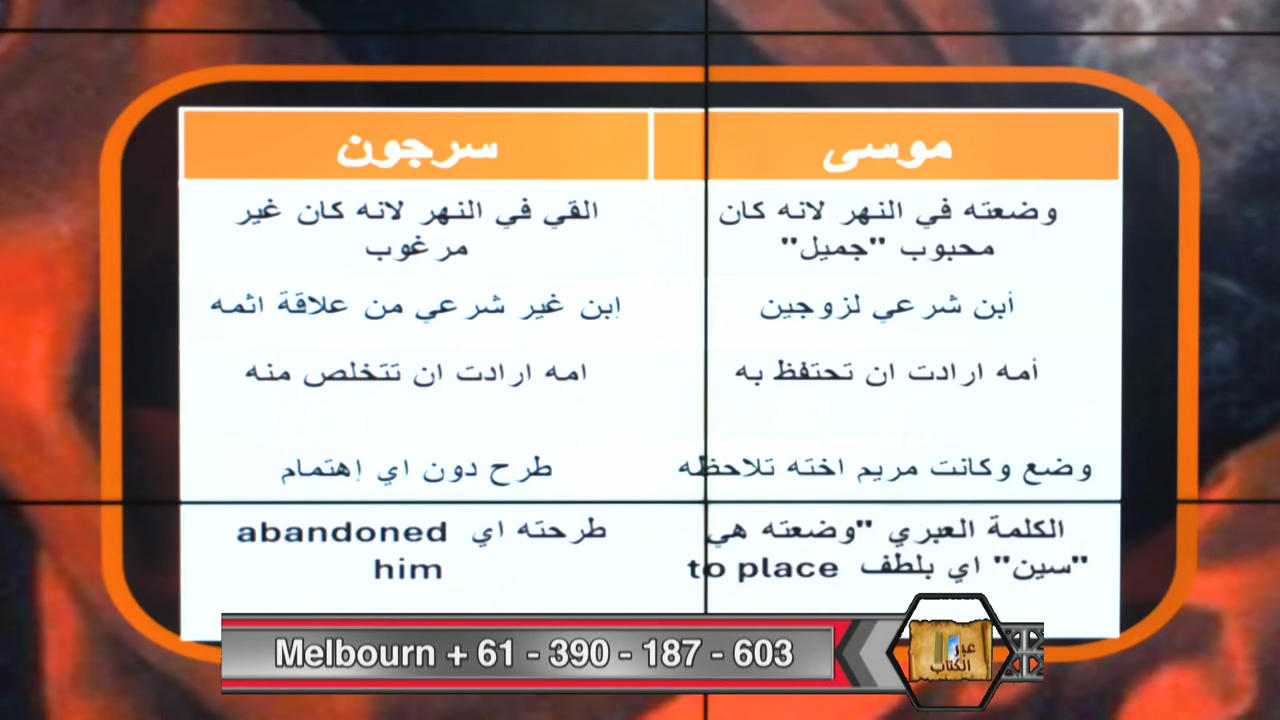 موسى
سرجون
وضعته في النهر لانه كان
محبوب "جميل"
القي في النهر لانه كان غير
مرغوب
أبن شرعي لزوجين
إبن غير شرعي من علاقة اثمه
أمه ارادت ان تحتفظ به
امه ارادت ان تتخلص منه
وضع وكانت مريم اخته تلاحظه
طرح دون اي إهتمام
الكلمة العبري "وضعته هي
"سين" اي بلطف to place
طرحته اي abandoned
him
Melbourn + 61 - 390 - 187 - 603
عبر
الكتاب